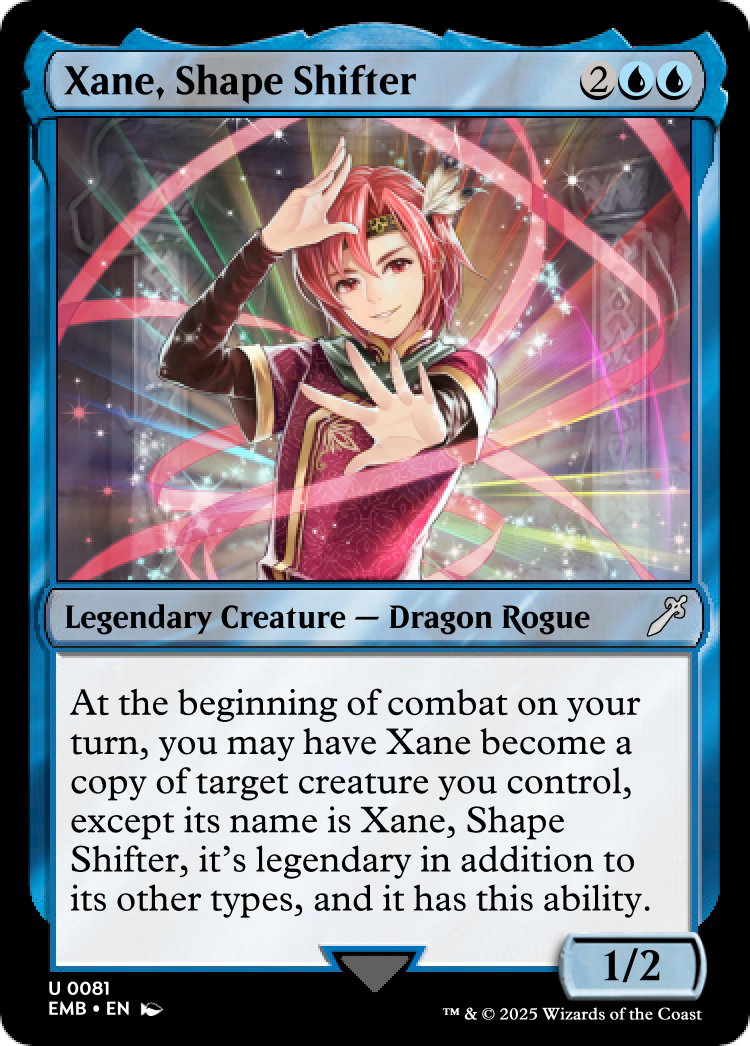 Xane, Shape Shifter 2
Legendary Creature — Dragon Rogue
At the beginning of combat on your
turn, you may have Xane become a
copy of target creature you control,
except its name is Xane, Shape
Shifter, it’s legendary in addition to
its other types, and it has this ability.
1/2
U 0081
EMB • EN
™ & © 2025 Wizards of the Coast